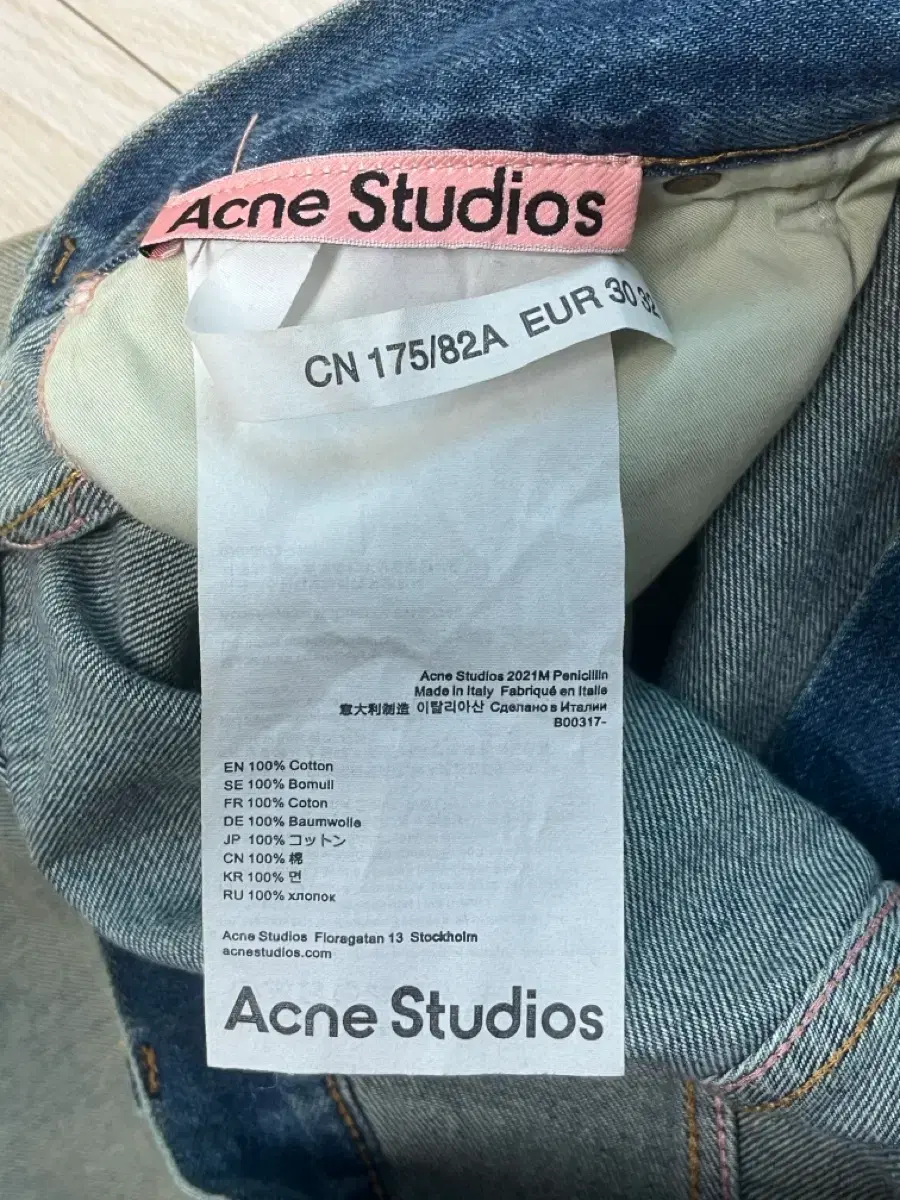 Acne Studios
CN 175/82A EUR 30 32
Acne Studios 2021M Penicillin
Made in Italy Fabriqué en Italie
意大利制造 이탈리아산 Сделано в Италии
B00317-
EN 100% Cotton
SE 100% Bomull
FR 100% Coton
DE 100% Baumwolle
JP 100% コットン
CN 100% 棉
KR 100% 면
RU 100% хлопок
Acne Studios Floragatan 13 Stockholm
acnestudios.com
Acne Studios